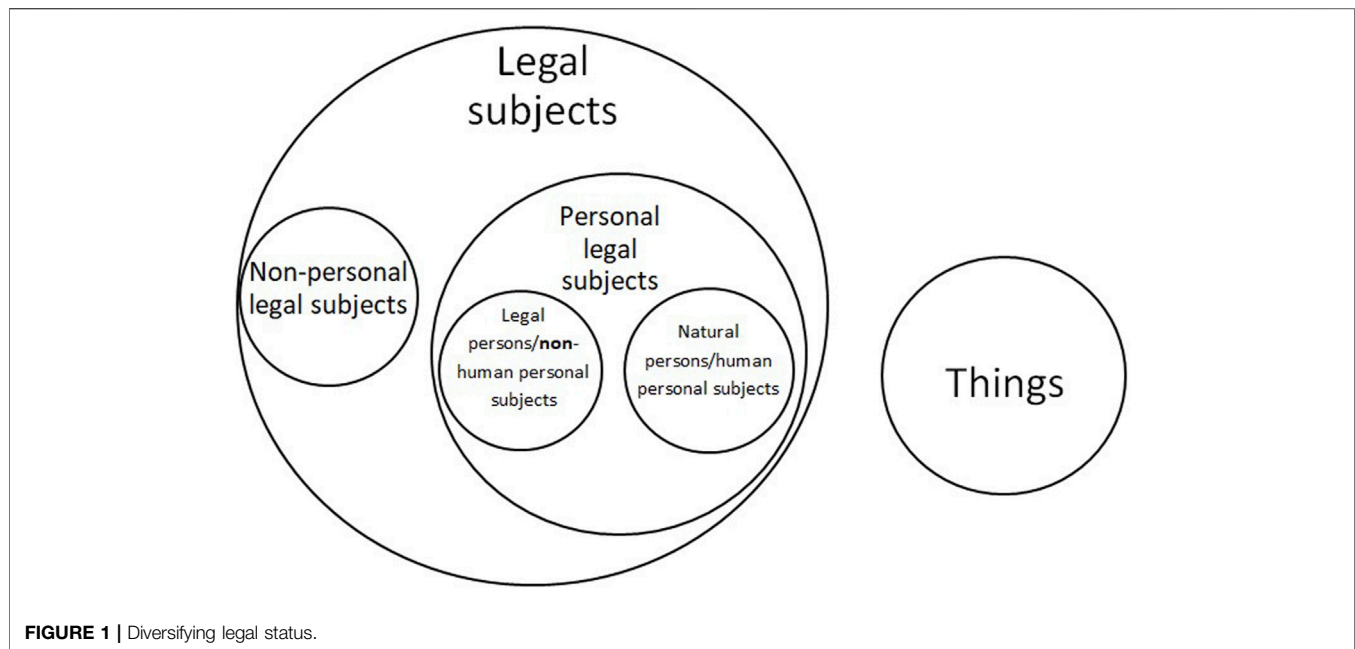 Legal
subjects
Personal
legal
subjects
Non-personal
legal subjects
Legal
persons/non-
human personal
subjects
Natural
persons/human
personal subjects
Things
FIGURE 1 | Diversifying legal status.